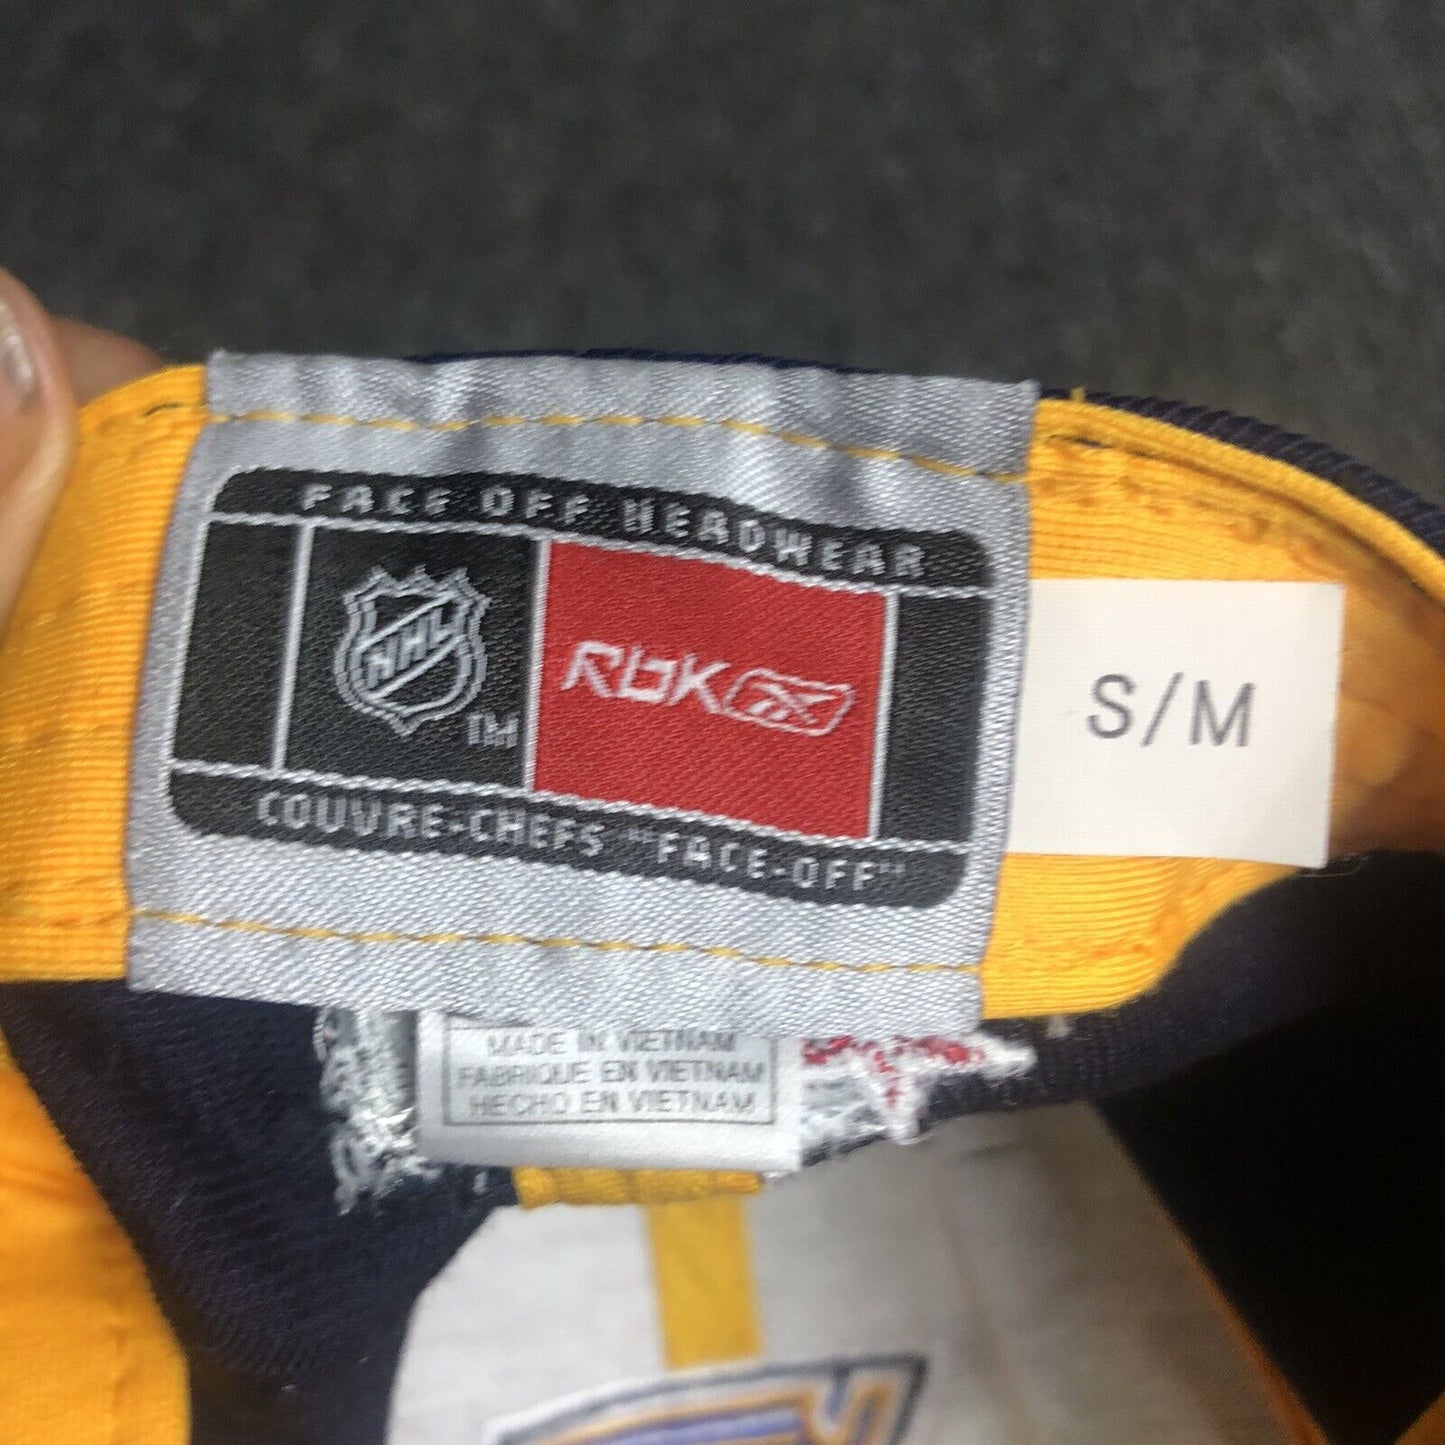 FACE OFF HEADWEAR
NHL
TM
RbK
S/M
COUVRE-CHEFS "FACE-OFF"
MADE IN VIETNAM
FABRIQUE EN VIETNAM
HECHO EN VIETNAM